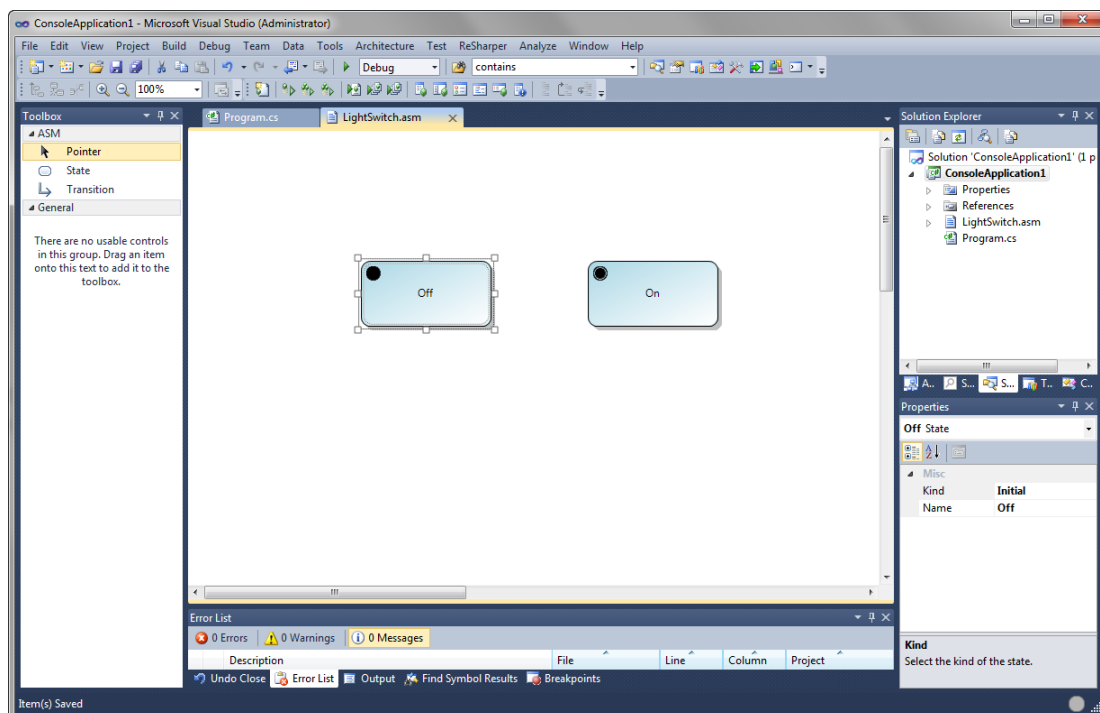 ConsoleApplication1 - Microsoft Visual Studio (Administrator)
File Edit View Project Build Debug Team Data Tools Architecture Test ReSharper Analyze Window Help
Debug contains
100%
Toolbox
ASM
Pointer
State
Transition
General
There are no usable controls
in this group. Drag an item
onto this text to add it to the
toolbox.
Program.cs LightSwitch.asm
Off
On
Error List
0 Errors 0 Warnings 0 Messages
Description File Line Column Project
Undo Close Error List Output Find Symbol Results Breakpoints
Solution Explorer
Solution 'ConsoleApplication1' (1 p
ConsoleApplication1
Properties
References
LightSwitch.asm
Program.cs
A.. S... S... T.. C..
Properties
Off State
Misc
Kind Initial
Name Off
Kind
Select the kind of the state.
Item(s) Saved